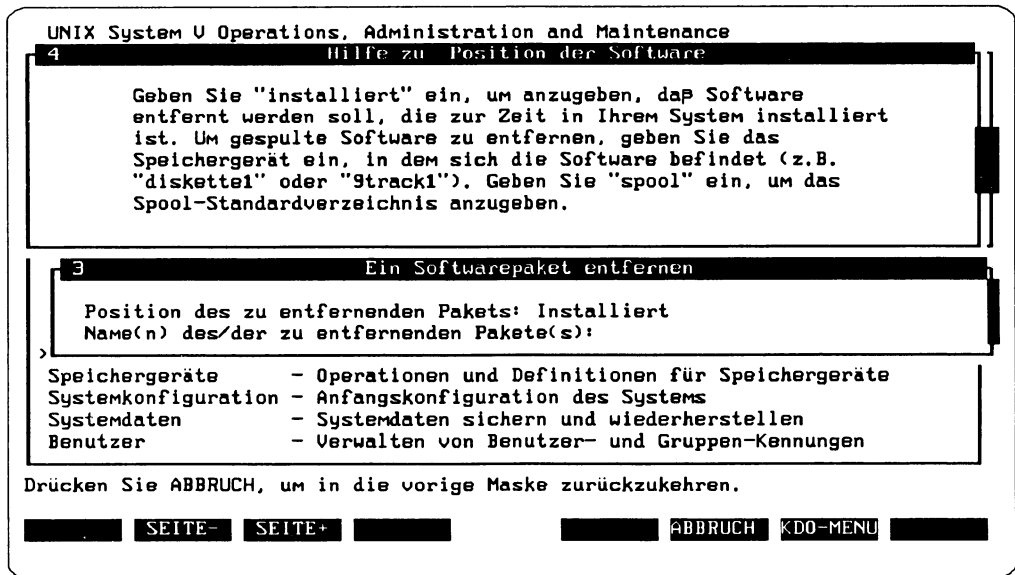 UNIX System V Operations, Administration and Maintenance
4 Hilfe zu Position der Software
Geben Sie "installiert" ein, um anzugeben, daβ Software
entfernt werden soll, die zur Zeit in Ihrem System installiert
ist. Um gespulte Software zu entfernen, geben Sie das
Speichergerät ein, in dem sich die Software befindet (z.B.
"diskette1" oder "9track1"). Geben Sie "spool" ein, um das
Spool-Standardverzeichnis anzugeben.
3 Ein Softwarepaket entfernen
Position des zu entfernenden Pakets: Installiert
Name(n) des/der zu entfernenden Pakete(s):
>
Speichergeräte - Operationen und Definitionen für Speichergeräte
Systemkonfiguration - Anfangskonfiguration des Systems
Systemdaten - Systemdaten sichern und wiederherstellen
Benutzer - Verwalten von Benutzer- und Gruppen-Kennungen
Drücken Sie ABBRUCH, um in die vorige Maske zurückzukehren.
SEITE- SEITE+ ABBRUCH KDO-MENU